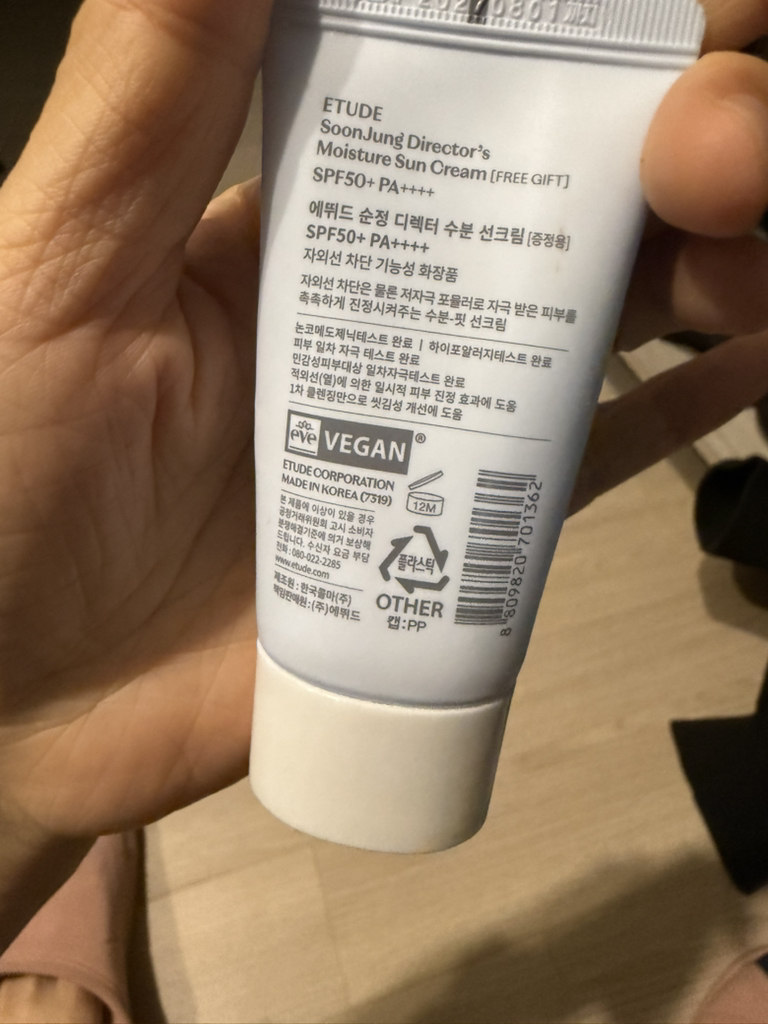 ETUDE
SoonJung Director's
Moisture Sun Cream [FREE GIFT]
SPF50+ PA++++
에뛰드 순정 디렉터 수분 선크림 [증정용]
SPF50+ PA++++
자외선 차단 기능성 화장품
자외선 차단은 물론 저자극 포뮬러로 자극 받은 피부를
촉촉하게 진정시켜주는 수분-핏 선크림
논코메도제닉테스트 완료 | 하이포알러지테스트 완료
피부 일차 자극 테스트 완료
민감성피부대상 일차자극테스트 완료
적외선(열)에 의한 일시적 피부 진정 효과에 도움
1차 클렌징만으로 씻김성 개선에 도움
eve VEGAN®
ETUDE CORPORATION
MADE IN KOREA (7319)
12M
본 제품에 이상이 있을 경우
공정거래위원회 고시 소비자
분쟁해결기준에 의거 보상해
드립니다. 수신자 요금 부담
전화 : 080-022-2285
www.etude.com
제조원 : 한국콜마(주)
책임판매원 : (주)에뛰드
플라스틱
OTHER
캡 : PP
8 809820 701362